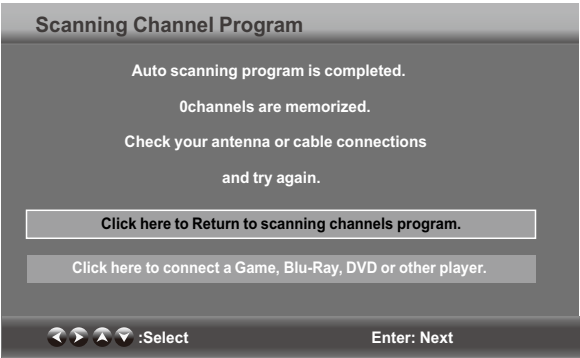 Scanning Channel Program
Auto scanning program is completed.
0channels are memorized.
Check your antenna or cable connections
and try again.
Click here to Return to scanning channels program.
Click here to connect a Game, Blu-Ray, DVD or other player.
:Select Enter: Next